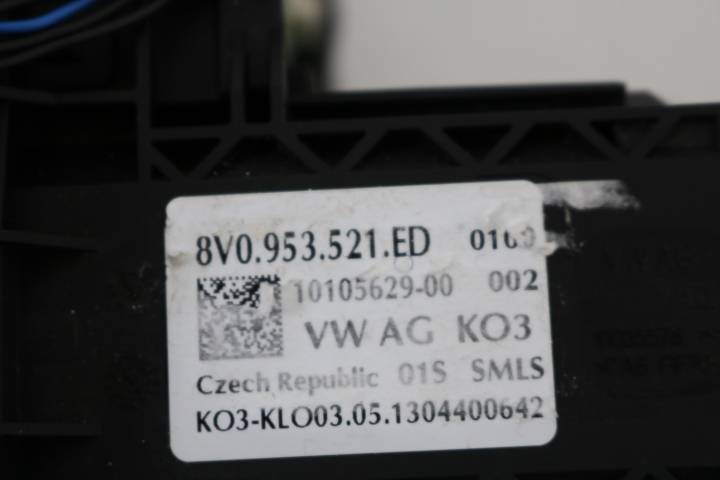 8V0.953.521.ED
10105629-00 002
VW AG KO3
Czech Republic 01S SMLS
KO3-KLO03.05.1304400642